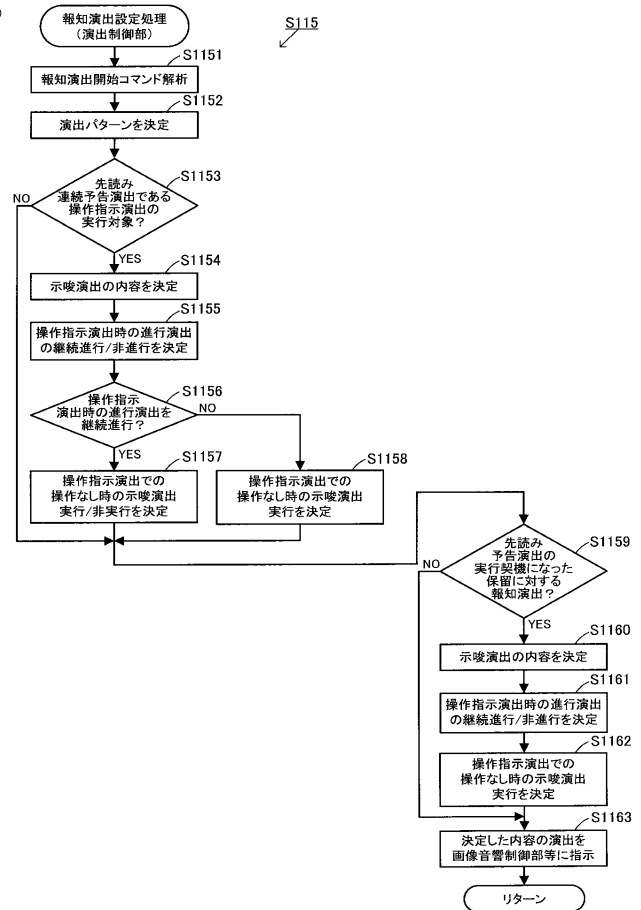 )
報知演出設定処理
(演出制御部)
S115
S1151
報知演出開始コマンド解析
S1152
演出パターンを決定
S1153
先読み
連続予告演出である
操作指示演出の
実行対象？
NO
YES
S1154
示唆演出の内容を決定
S1155
操作指示演出時の進行演出
の継続進行/非進行を決定
S1156
操作指示
演出時の進行演出を
継続進行？
NO
YES
S1157
操作指示演出での
操作なし時の示唆演出
実行/非実行を決定
S1158
操作指示演出での
操作なし時の示唆演出
実行を決定
S1159
先読み
予告演出の
実行契機になった
保留に対する
報知演出？
NO
YES
S1160
示唆演出の内容を決定
S1161
操作指示演出時の進行演出
の継続進行/非進行を決定
S1162
操作指示演出での
操作なし時の示唆演出
実行を決定
S1163
決定した内容の演出を
画像音響制御部等に指示
リターン